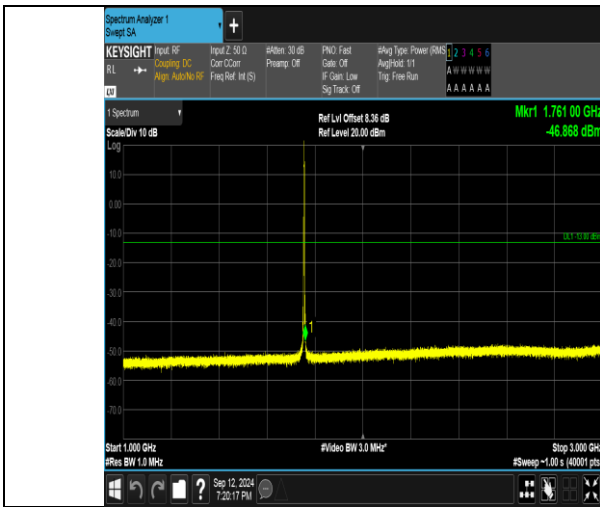 Spectrum Analyzer 1
Swept SA
+
KEYSIGHT Input: RF Input Z: 50 Ω #Atten: 30 dB PNO: Fast #Avg Type: Power (RMS 1 2 3 4 5 6
RL Coupling: DC Corr CCorr Preamp: Off Gate: Off Avg|Hold: 1/1 A W W W W W
Align: Auto/No RF Freq Ref: Int (S) IF Gain: Low Trig: Free Run
LXI Sig Track: Off A A A A A A
1 Spectrum Ref Lvl Offset 8.36 dB Mkr1 1.761 00 GHz
Scale/Div 10 dB Ref Level 20.00 dBm -46.868 dBm
Log
10.0
0.00
-10.0
DL1 -13.00 dBm
-20.0
-30.0
-40.0
1
-50.0
-60.0
-70.0
Start 1.000 GHz #Video BW 3.0 MHz* Stop 3.000 GHz
#Res BW 1.0 MHz #Sweep ~1.00 s (40001 pts
? Sep 12, 2024
7:20:17 PM